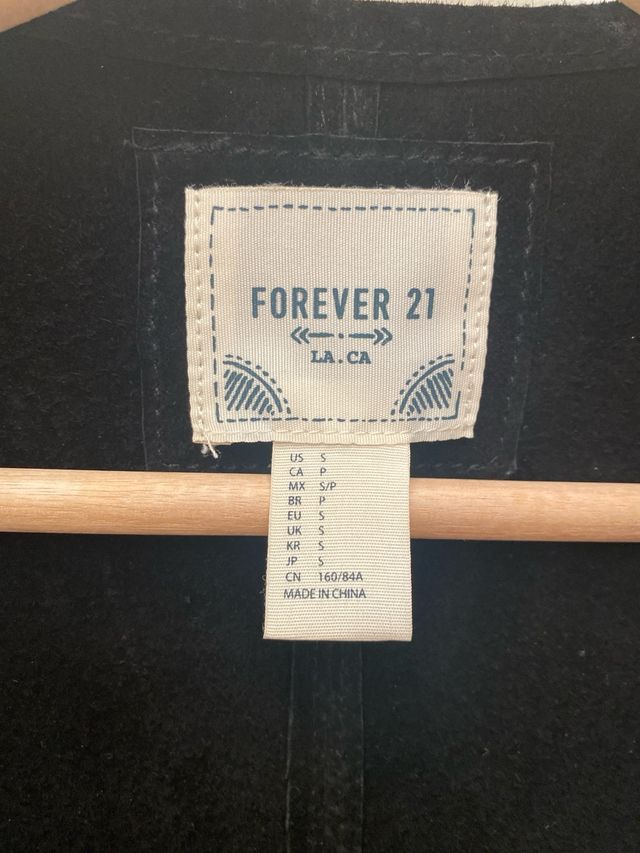 FOREVER 21
LA.CA
US S
CA P
MX S/P
BR P
EU S
UK S
KR S
JP S
CN 160/84A
MADE IN CHINA